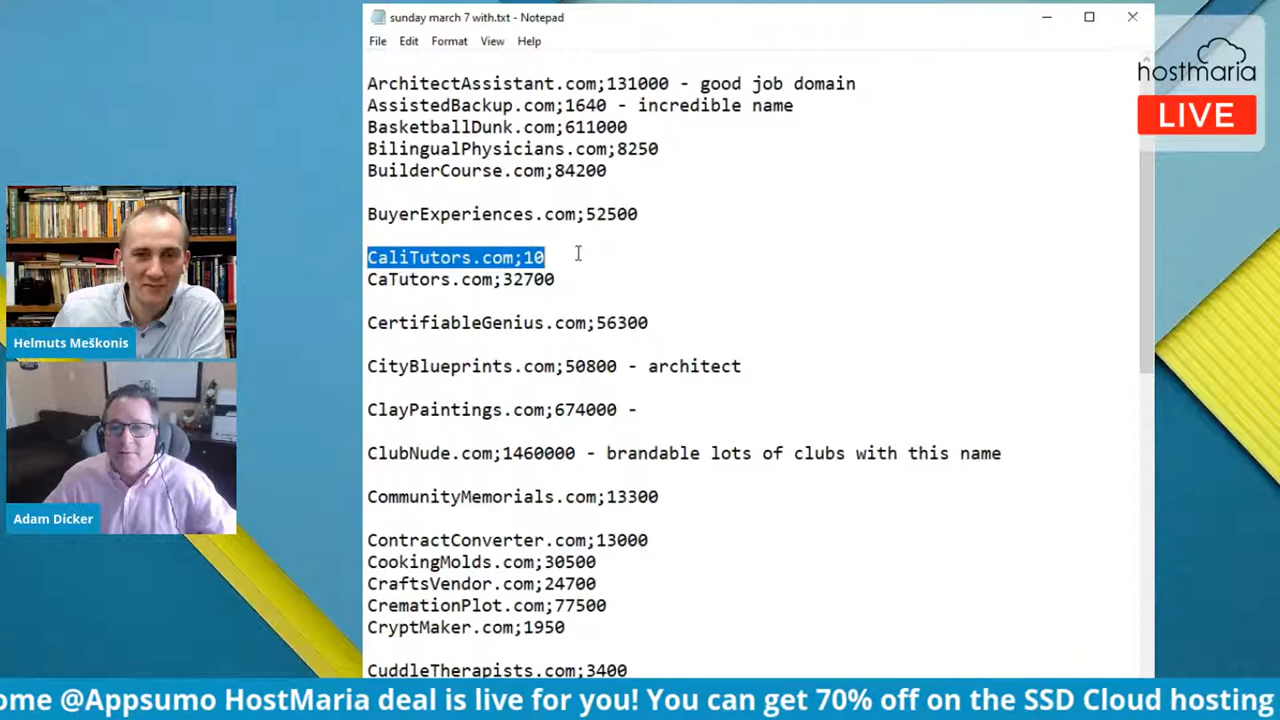 sunday march 7 with.txt - Notepad
File Edit Format View Help
ArchitectAssistant.com;131000 - good job domain
AssistedBackup.com;1640 - incredible name
BasketballDunk.com;611000
BilingualPhysicians.com;8250
BuilderCourse.com;84200
BuyerExperiences.com;52500
CaliTutors.com;10
CaTutors.com;32700
CertifiableGenius.com;56300
CityBlueprints.com;50800 - architect
ClayPaintings.com;674000 -
ClubNude.com;1460000 - brandable lots of clubs with this name
CommunityMemorials.com;13300
ContractConverter.com;13000
CookingMolds.com;30500
CraftsVendor.com;24700
CremationPlot.com;77500
CryptMaker.com;1950
CuddleTherapists.com;3400
hostmaria
LIVE
Helmuts Meškonis
Adam Dicker
ome @Appsumo HostMaria deal is live for you! You can get 70% off on the SSD Cloud hosting